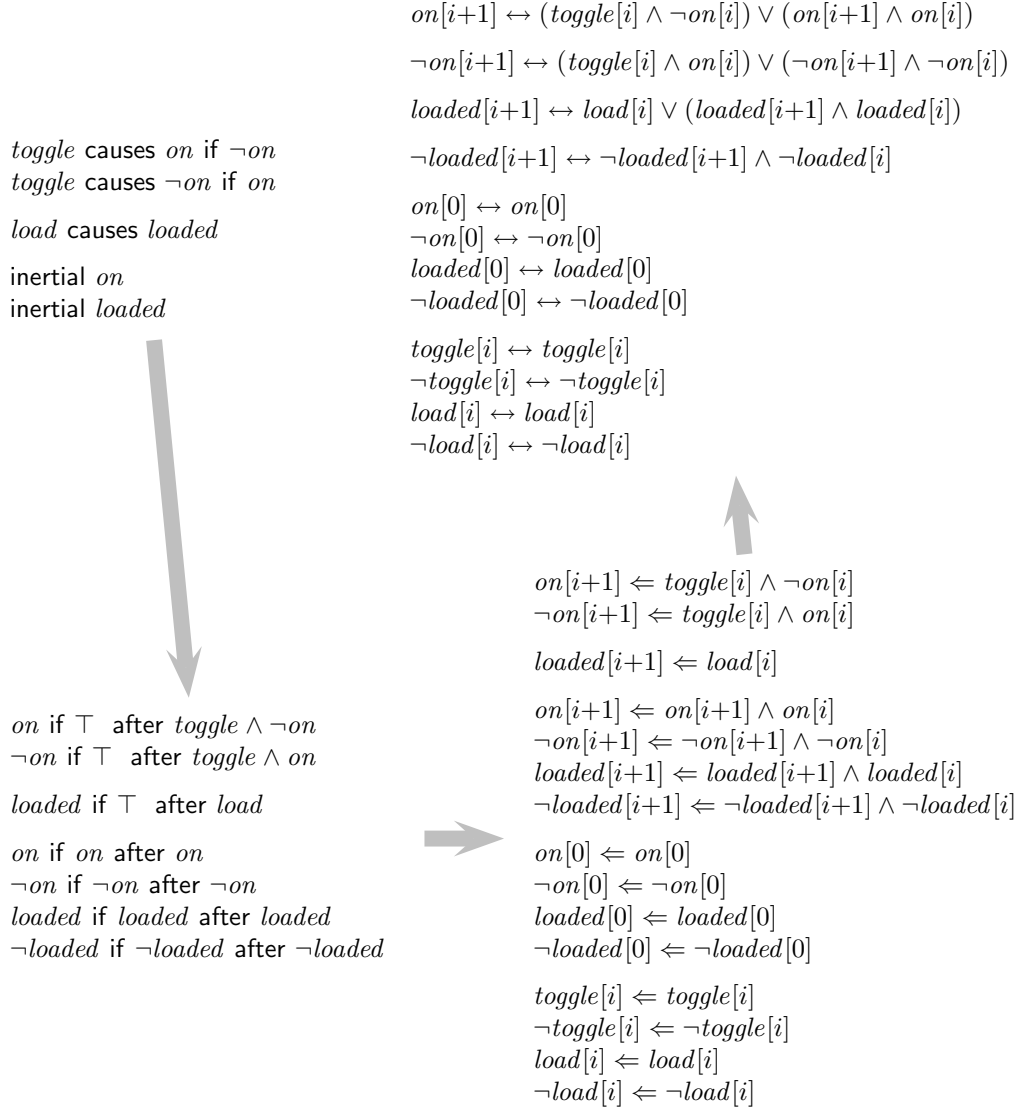 toggle causes on if ¬on
toggle causes ¬on if on
load causes loaded
inertial on
inertial loaded
on if ⊤ after toggle ∧ ¬on
¬on if ⊤ after toggle ∧ on
loaded if ⊤ after load
on if on after on
¬on if ¬on after ¬on
loaded if loaded after loaded
¬loaded if ¬loaded after ¬loaded
on[i+1] ⇐ toggle[i] ∧ ¬on[i]
¬on[i+1] ⇐ toggle[i] ∧ on[i]
loaded[i+1] ⇐ load[i]
on[i+1] ⇐ on[i+1] ∧ on[i]
¬on[i+1] ⇐ ¬on[i+1] ∧ ¬on[i]
loaded[i+1] ⇐ loaded[i+1] ∧ loaded[i]
¬loaded[i+1] ⇐ ¬loaded[i+1] ∧ ¬loaded[i]
on[0] ⇐ on[0]
¬on[0] ⇐ ¬on[0]
loaded[0] ⇐ loaded[0]
¬loaded[0] ⇐ ¬loaded[0]
toggle[i] ⇐ toggle[i]
¬toggle[i] ⇐ ¬toggle[i]
load[i] ⇐ load[i]
¬load[i] ⇐ ¬load[i]
on[i+1] ↔ (toggle[i] ∧ ¬on[i]) ∨ (on[i+1] ∧ on[i])
¬on[i+1] ↔ (toggle[i] ∧ on[i]) ∨ (¬on[i+1] ∧ ¬on[i])
loaded[i+1] ↔ load[i] ∨ (loaded[i+1] ∧ loaded[i])
¬loaded[i+1] ↔ ¬loaded[i+1] ∧ ¬loaded[i]
on[0] ↔ on[0]
¬on[0] ↔ ¬on[0]
loaded[0] ↔ loaded[0]
¬loaded[0] ↔ ¬loaded[0]
toggle[i] ↔ toggle[i]
¬toggle[i] ↔ ¬toggle[i]
load[i] ↔ load[i]
¬load[i] ↔ ¬load[i]